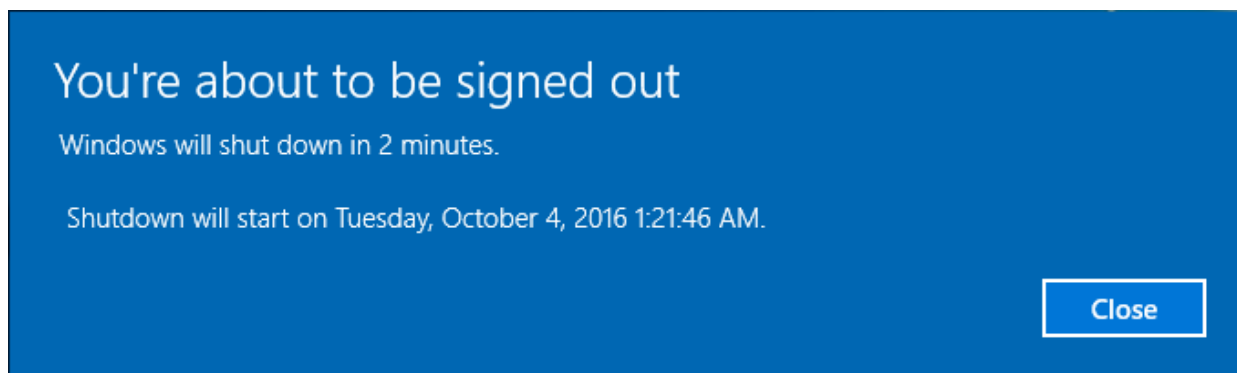 You're about to be signed out
Windows will shut down in 2 minutes.
Shutdown will start on Tuesday, October 4, 2016 1:21:46 AM.
Close